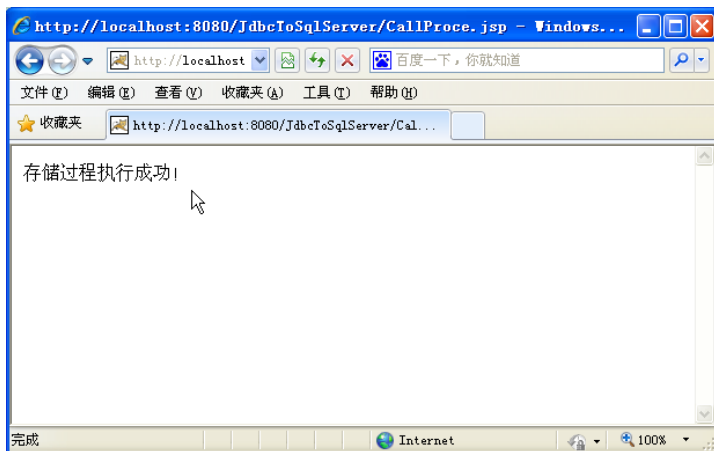 http://localhost:8080/JdbcToSqlServer/CallProce.jsp - Windows...
http://localhost 百度一下，你就知道
文件(F) 编辑(E) 查看(V) 收藏夹(A) 工具(T) 帮助(H)
收藏夹 http://localhost:8080/JdbcToSqlServer/Cal...
存储过程执行成功!
完成 Internet 100%